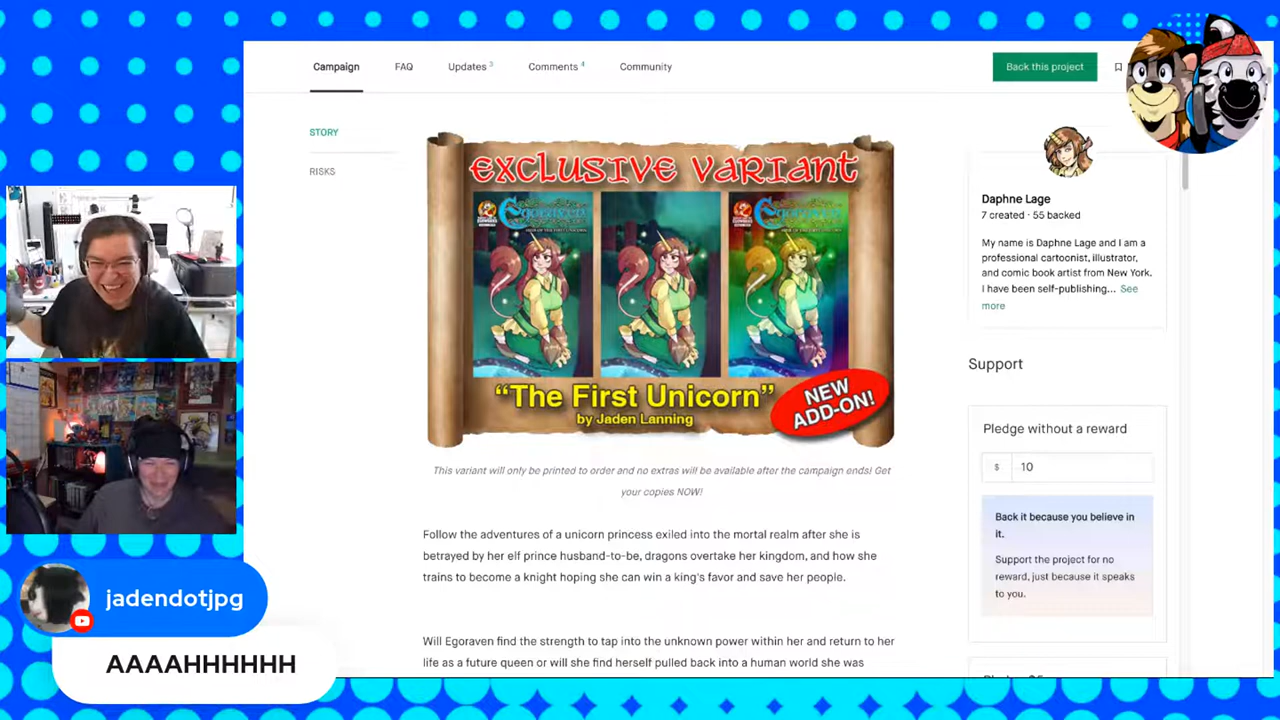 Campaign
FAQ
Updates 3
Comments 4
Community
Back this project
STORY
RISKS
EXCLUSIVE VARIANT
Egoraven
Egoraven
"The First Unicorn"
by Jaden Lanning
NEW
ADD-ON!
This variant will only be printed to order and no extras will be available after the campaign ends! Get
your copies NOW!
Follow the adventures of a unicorn princess exiled into the mortal realm after she is
betrayed by her elf prince husband-to-be, dragons overtake her kingdom, and how she
trains to become a knight hoping she can win a king's favor and save her people.
Will Egoraven find the strength to tap into the unknown power within her and return to her
life as a future queen or will she find herself pulled back into a human world she was
Daphne Lage
7 created · 55 backed
My name is Daphne Lage and I am a
professional cartoonist, illustrator,
and comic book artist from New York.
I have been self-publishing... See
more
Support
Pledge without a reward
$ 10
Back it because you believe in
it.
Support the project for no
reward, just because it speaks
to you.
jadendotjpg
AAAAHHHHHH